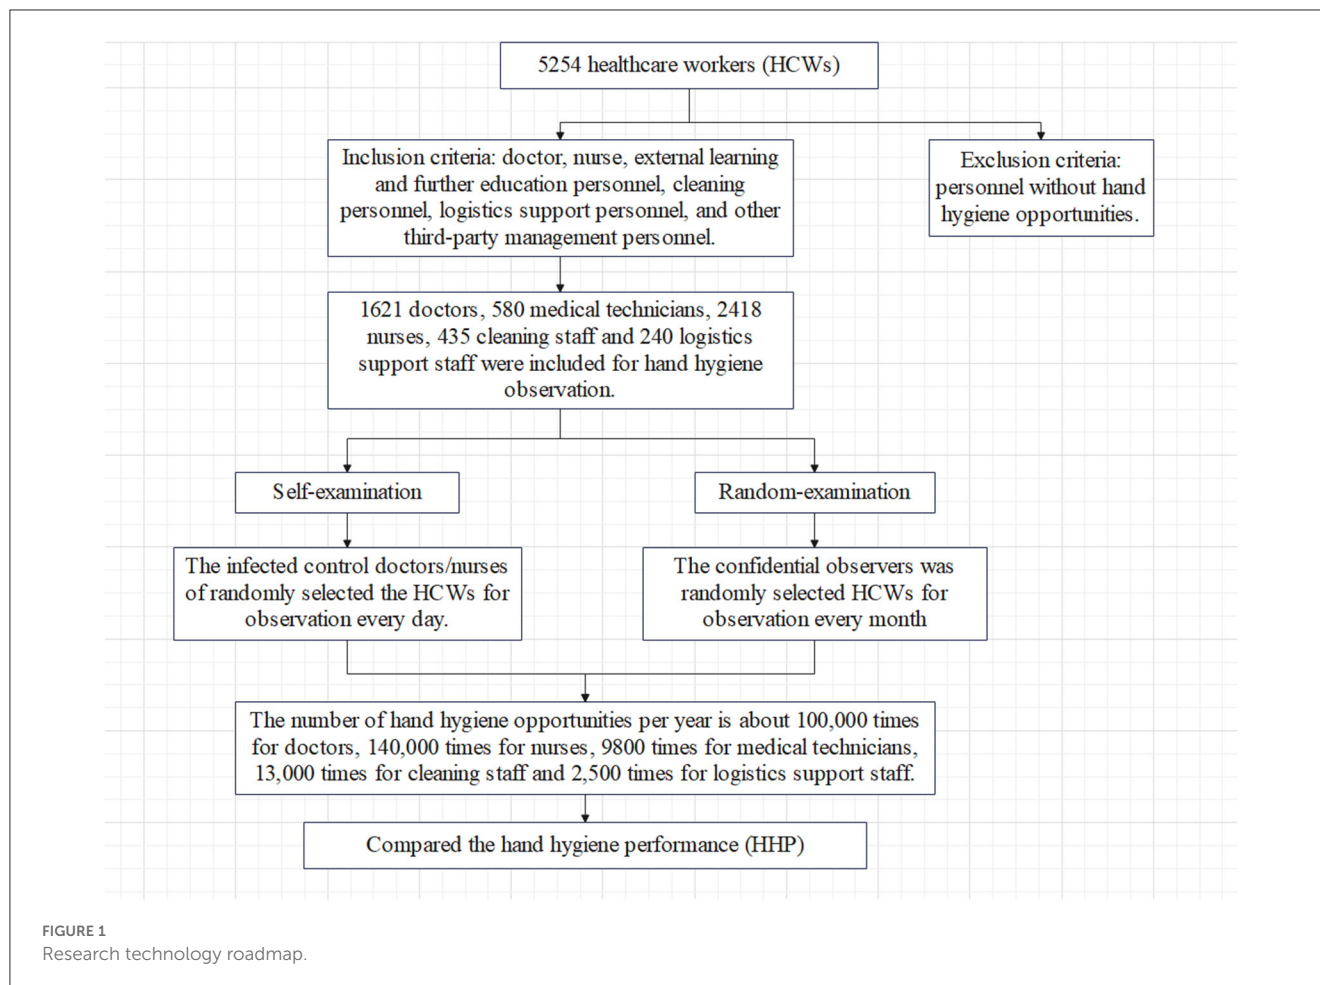 5254 healthcare workers (HCWs)
Inclusion criteria: doctor, nurse, external learning
and further education personnel, cleaning
personnel, logistics support personnel, and other
third-party management personnel.
Exclusion criteria:
personnel without hand
hygiene opportunities.
1621 doctors, 580 medical technicians, 2418
nurses, 435 cleaning staff and 240 logistics
support staff were included for hand hygiene
observation.
Self-examination
Random-examination
The infected control doctors/nurses
of randomly selected the HCWs for
observation every day.
The confidential observers was
randomly selected HCWs for
observation every month
The number of hand hygiene opportunities per year is about 100,000 times
for doctors, 140,000 times for nurses, 9800 times for medical technicians,
13,000 times for cleaning staff and 2,500 times for logistics support staff.
Compared the hand hygiene performance (HHP)
FIGURE 1
Research technology roadmap.